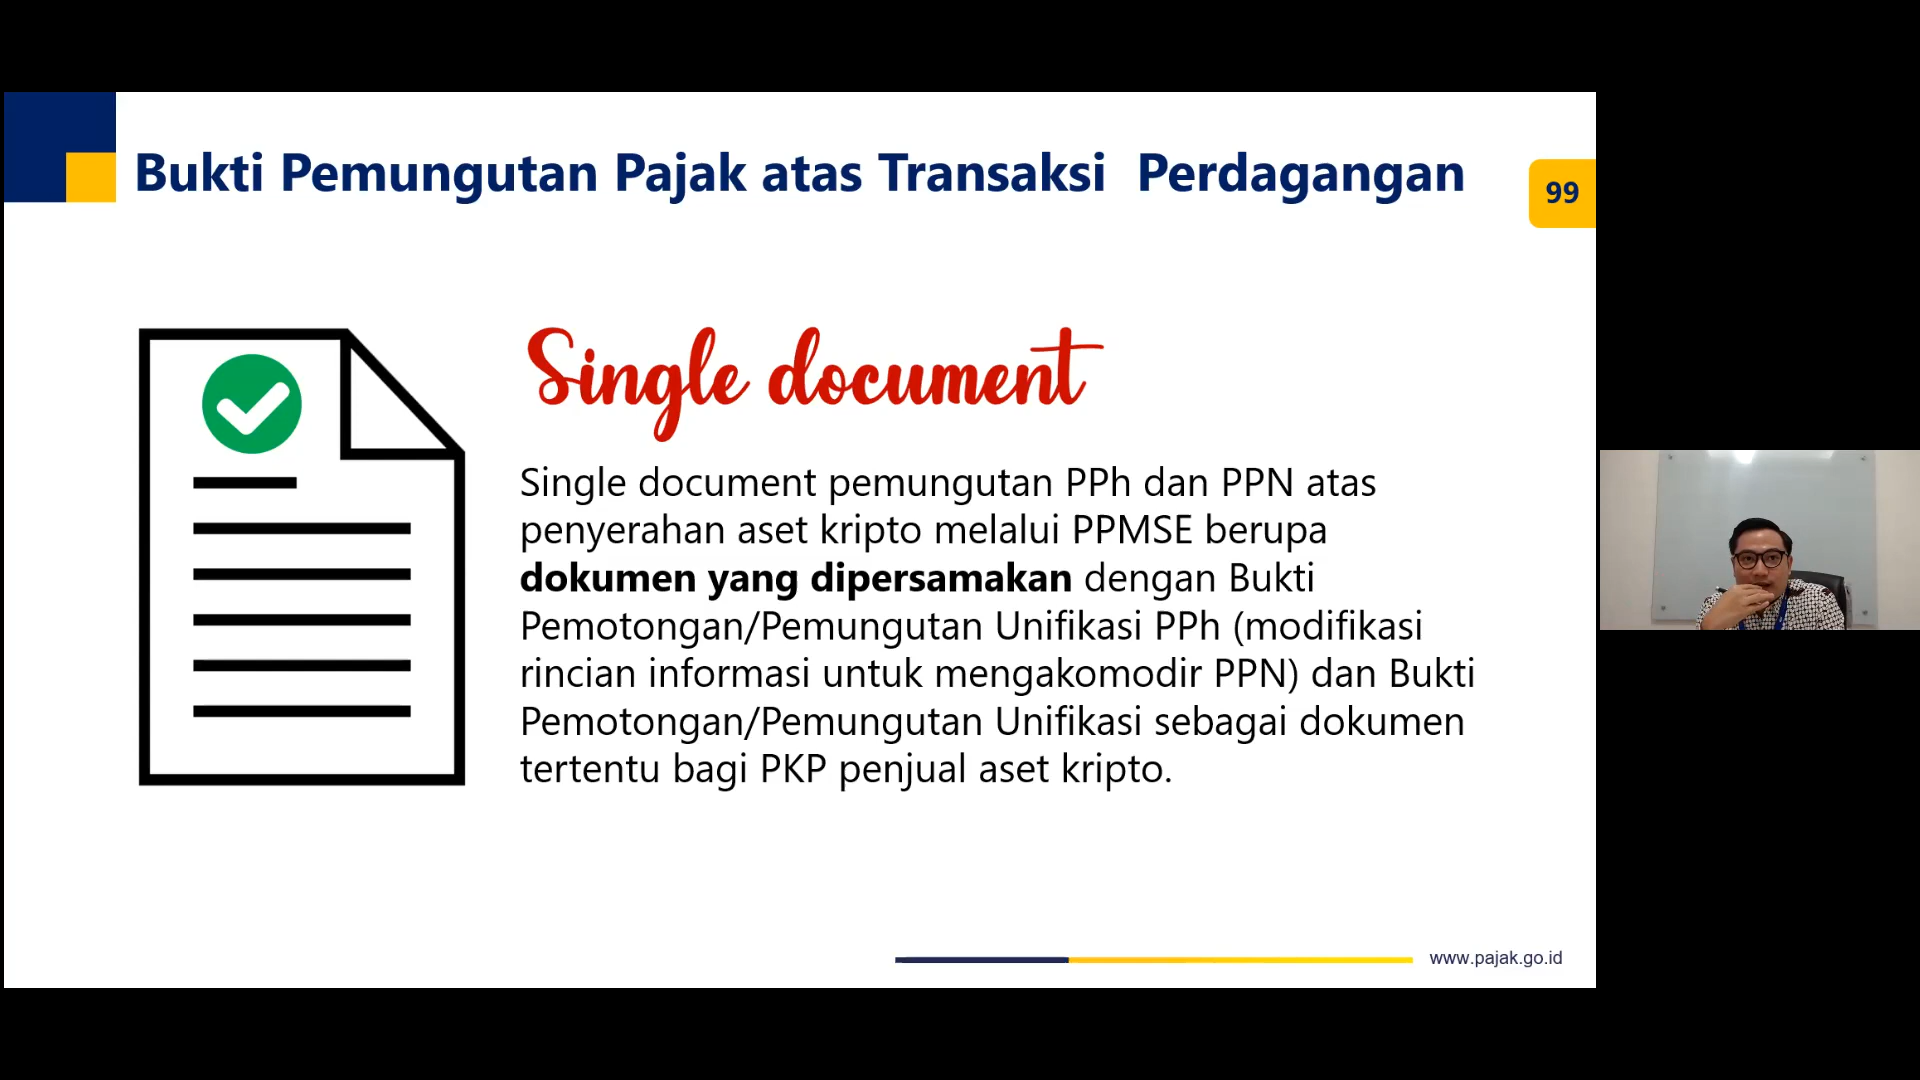 Bukti Pemungutan Pajak atas Transaksi Perdagangan
99
Single document
Single document pemungutan PPh dan PPN atas
penyerahan aset kripto melalui PPMSE berupa
dokumen yang dipersamakan dengan Bukti
Pemotongan/Pemungutan Unifikasi PPh (modifikasi
rincian informasi untuk mengakomodir PPN) dan Bukti
Pemotongan/Pemungutan Unifikasi sebagai dokumen
tertentu bagi PKP penjual aset kripto.
www.pajak.go.id